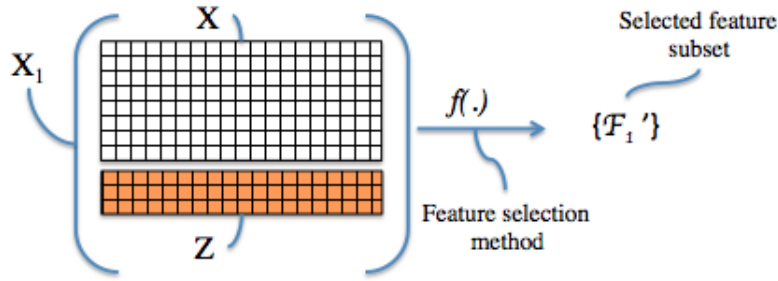 X
X₁
Z
f(.)
Feature selection
method
Selected feature
subset
{ℱ₁ ′}